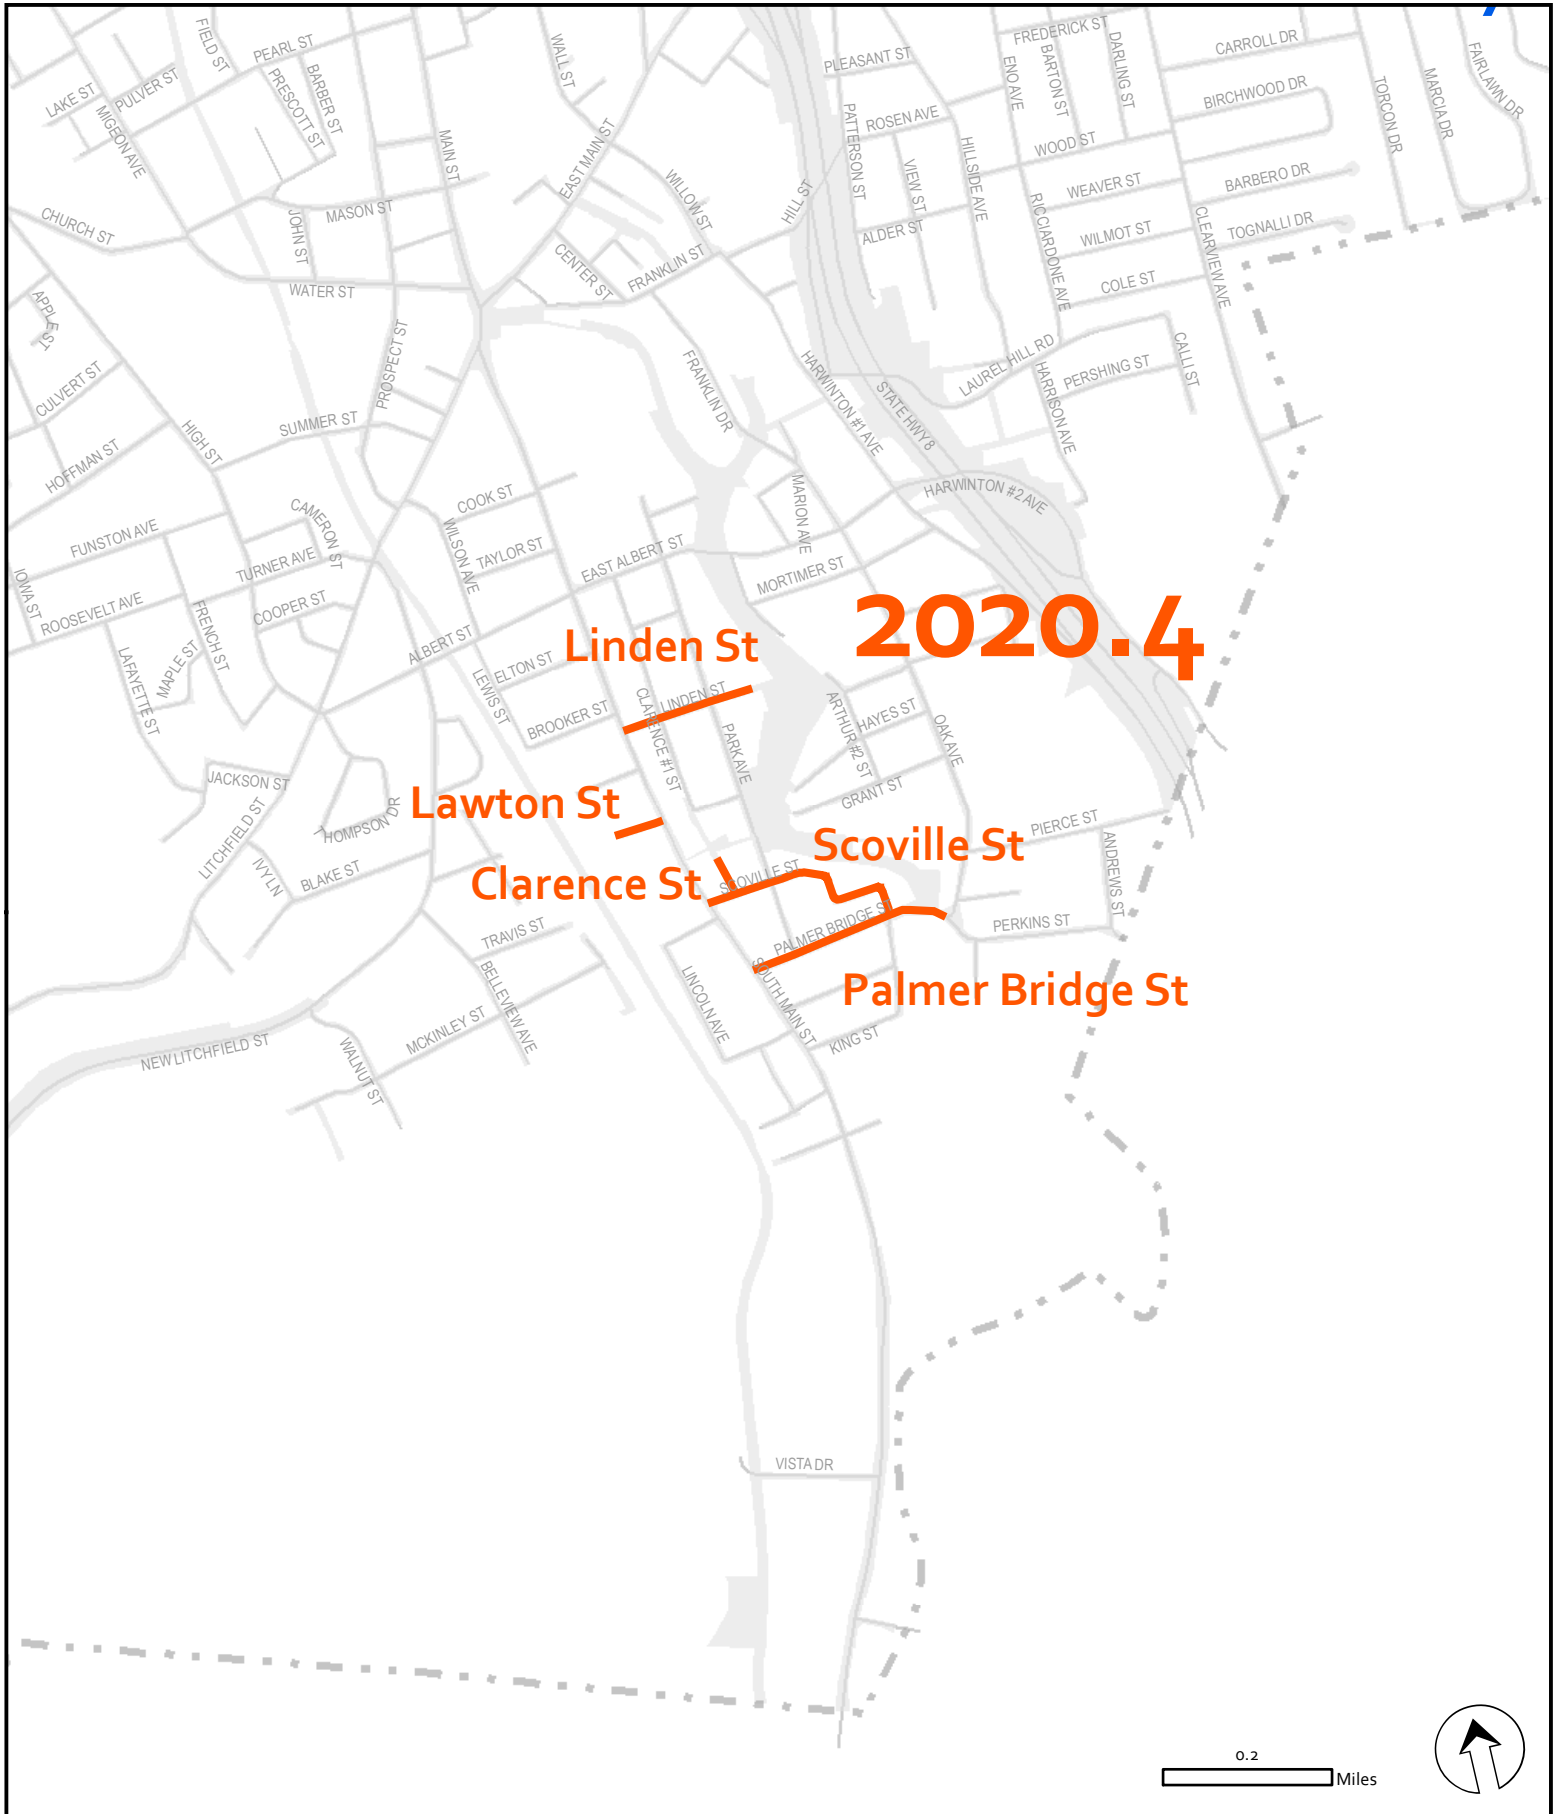 FIELD ST
PEARL ST
WALL ST
FREDERICK ST
DARLING ST
CARROLL DR
FAIRLAWN DR
PLEASANT ST
ENO AVE
BARTON ST
LAKE ST
PULVER ST
PRESCOTT ST
BARBER ST
TORCON DR
MARCIA DR
BIRCHWOOD DR
MIGEON AVE
MAIN ST
EAST MAIN ST
PATTERSON ST
ROSEN AVE
HILLSIDE AVE
WOOD ST
VIEW ST
WILLOW ST
WEAVER ST
BARBERO DR
CHURCH ST
JOHN ST
MASON ST
HILL ST
ALDER ST
RICCIARDONE AVE
WILMOT ST
CLEARVIEW AVE
TOGNALLI DR
CENTER ST
FRANKLIN ST
WATER ST
COLE ST
APPLE ST
PROSPECT ST
FRANKLIN DR
HARWINTON #1 AVE
STATE HWY 8
LAUREL HILL RD
HARRISON AVE
PERSHING ST
CALLI ST
CULVERT ST
HIGH ST
SUMMER ST
HOFFMAN ST
MARION AVE
HARWINTON #2 AVE
COOK ST
CAMERON ST
FUNSTON AVE
WILSON AVE
TAYLOR ST
EAST ALBERT ST
MORTIMER ST
IOWA ST
TURNER AVE
ROOSEVELT AVE
FRENCH ST
COOPER ST
2020.4
Linden St
ALBERT ST
LAFAYETTE ST
MAPLE ST
LEWIS ST
ELTON ST
CLARENCE #1 ST
LINDEN ST
BROOKER ST
PARK AVE
ARTHUR #2 ST
HAYES ST
OAK AVE
JACKSON ST
GRANT ST
Lawton St
LITCHFIELD ST
THOMPSON DR
PIERCE ST
Scoville St
IVY LN
BLAKE ST
Clarence St
SCOVILLE ST
ANDREWS ST
TRAVIS ST
PALMER BRIDGE ST
PERKINS ST
BELLEVIEW AVE
LINCOLN AVE
SOUTH MAIN ST
Palmer Bridge St
NEW LITCHFIELD ST
WALNUT ST
MCKINLEY ST
KING ST
VISTA DR
0.2
Miles